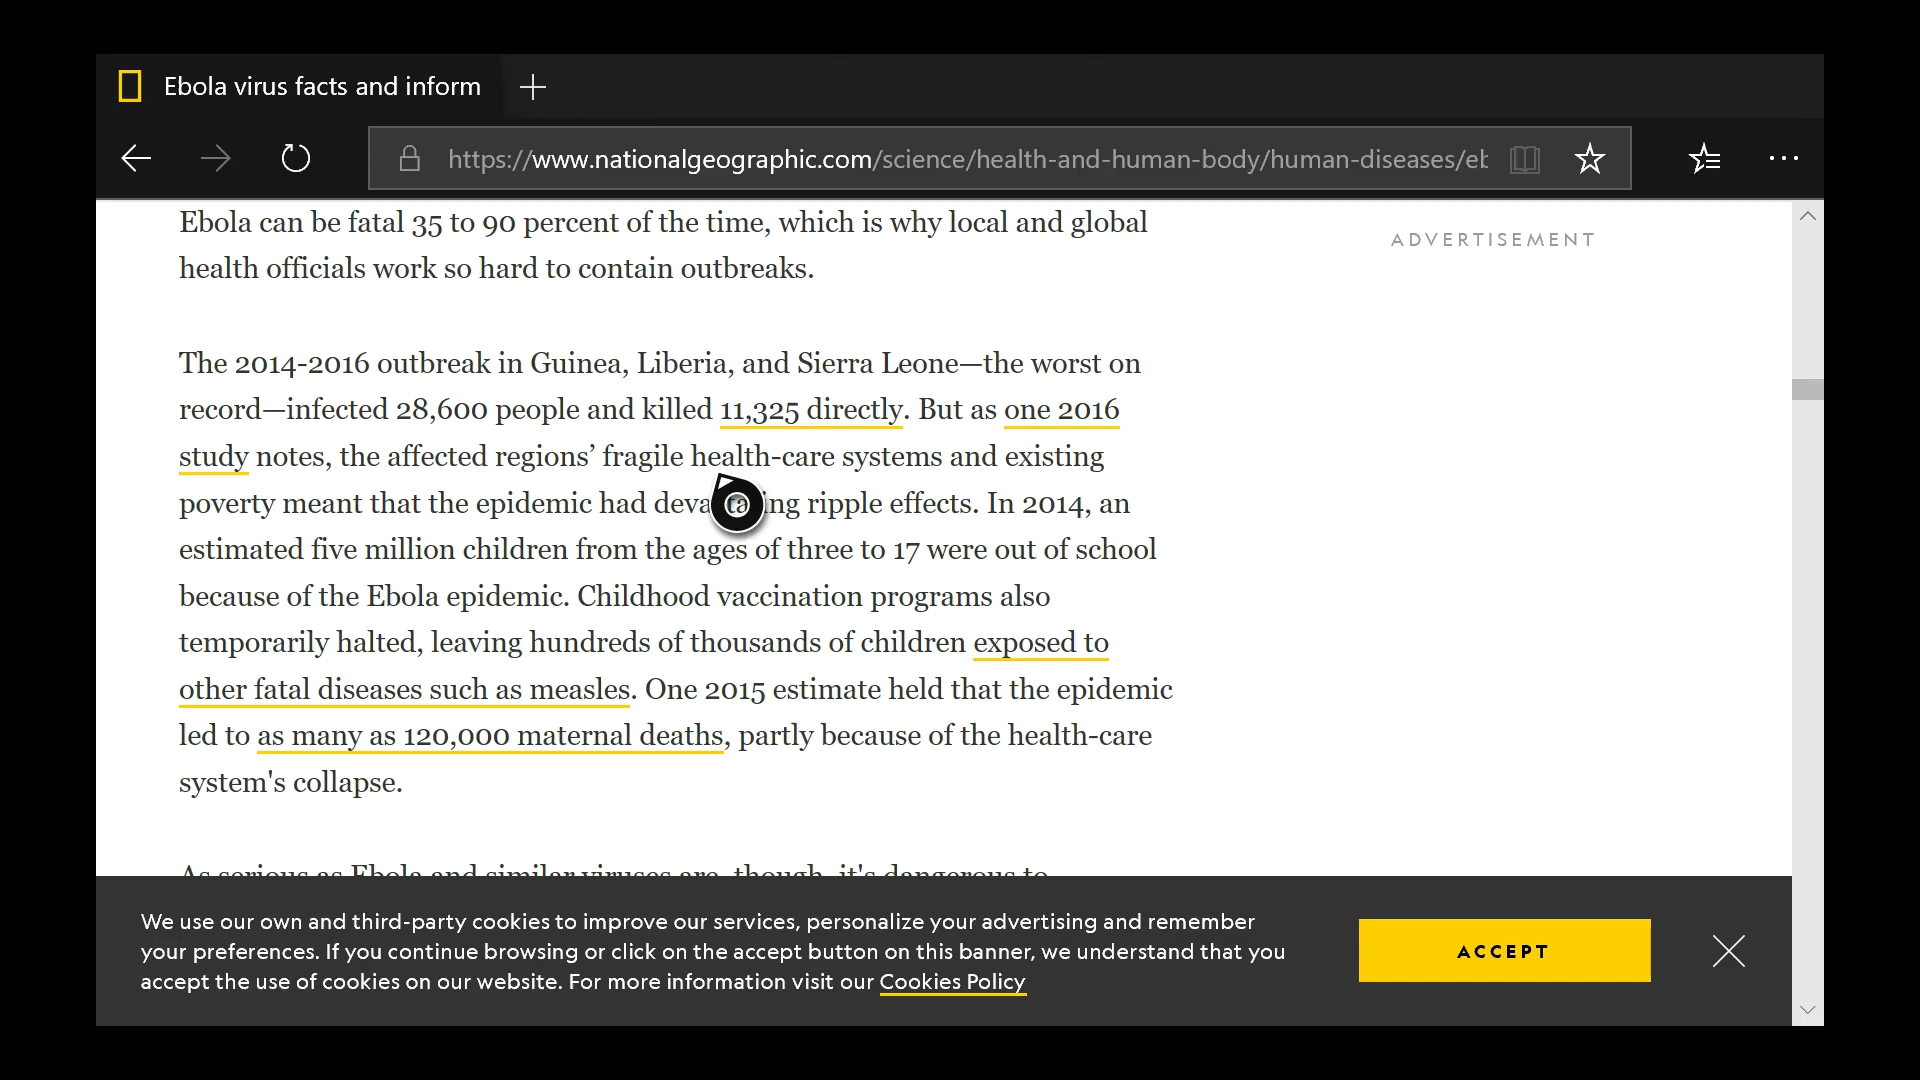 Ebola virus facts and inform
https://www.nationalgeographic.com/science/health-and-human-body/human-diseases/eb
Ebola can be fatal 35 to 90 percent of the time, which is why local and global
health officials work so hard to contain outbreaks.
ADVERTISEMENT
The 2014-2016 outbreak in Guinea, Liberia, and Sierra Leone—the worst on
record—infected 28,600 people and killed 11,325 directly. But as one 2016
study notes, the affected regions’ fragile health-care systems and existing
poverty meant that the epidemic had devastating ripple effects. In 2014, an
estimated five million children from the ages of three to 17 were out of school
because of the Ebola epidemic. Childhood vaccination programs also
temporarily halted, leaving hundreds of thousands of children exposed to
other fatal diseases such as measles. One 2015 estimate held that the epidemic
led to as many as 120,000 maternal deaths, partly because of the health-care
system's collapse.
As serious as Ebola and similar viruses are, though, it's dangerous to
We use our own and third-party cookies to improve our services, personalize your advertising and remember
your preferences. If you continue browsing or click on the accept button on this banner, we understand that you
accept the use of cookies on our website. For more information visit our Cookies Policy
ACCEPT